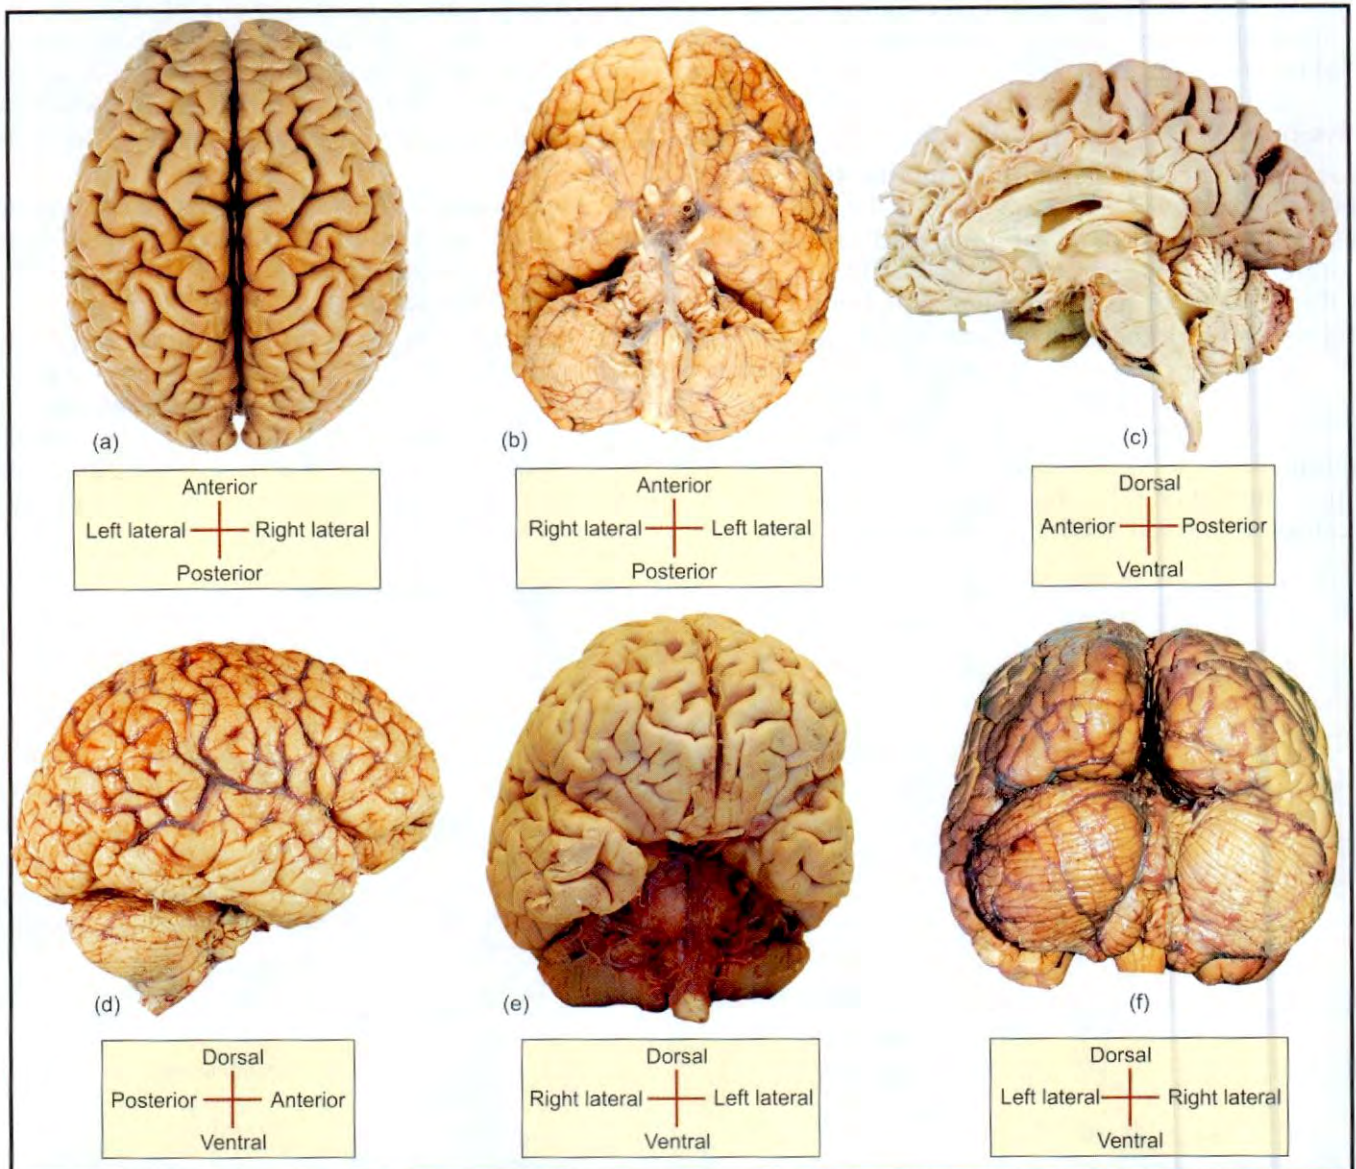 (a)
(b)
(c)
Anterior
Left lateral Right lateral
Posterior
Anterior
Right lateral Left lateral
Posterior
Dorsal
Anterior Posterior
Ventral
(d)
(e)
(f)
Dorsal
Posterior Anterior
Ventral
Dorsal
Right lateral Left lateral
Ventral
Dorsal
Left lateral Right lateral
Ventral